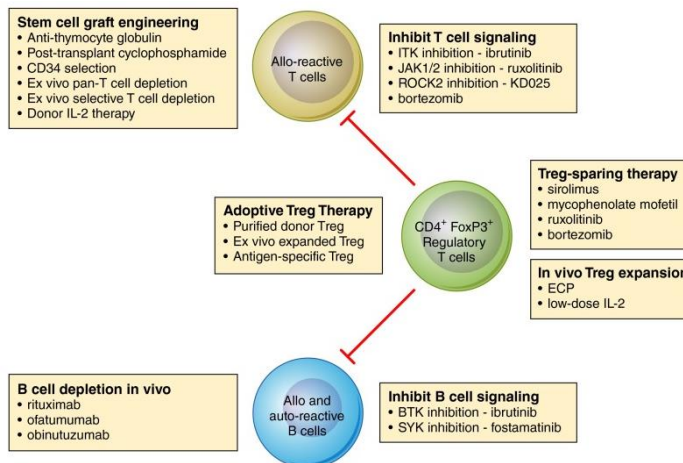 Stem cell graft engineering
• Anti-thymocyte globulin
• Post-transplant cyclophosphamide
• CD34 selection
• Ex vivo pan-T cell depletion
• Ex vivo selective T cell depletion
• Donor IL-2 therapy
Allo-reactive
T cells
Inhibit T cell signaling
• ITK inhibition - ibrutinib
• JAK1/2 inhibition - ruxolitinib
• ROCK2 inhibition - KD025
• bortezomib
Adoptive Treg Therapy
• Purified donor Treg
• Ex vivo expanded Treg
• Antigen-specific Treg
CD4⁺ FoxP3⁺
Regulatory
T cells
Treg-sparing therapy
• sirolimus
• mycophenolate mofetil
• ruxolitinib
• bortezomib
In vivo Treg expansion
• ECP
• low-dose IL-2
B cell depletion in vivo
• rituximab
• ofatumumab
• obinutuzumab
Allo and
auto-reactive
B cells
Inhibit B cell signaling
• BTK inhibition - ibrutinib
• SYK inhibition - fostamatinib